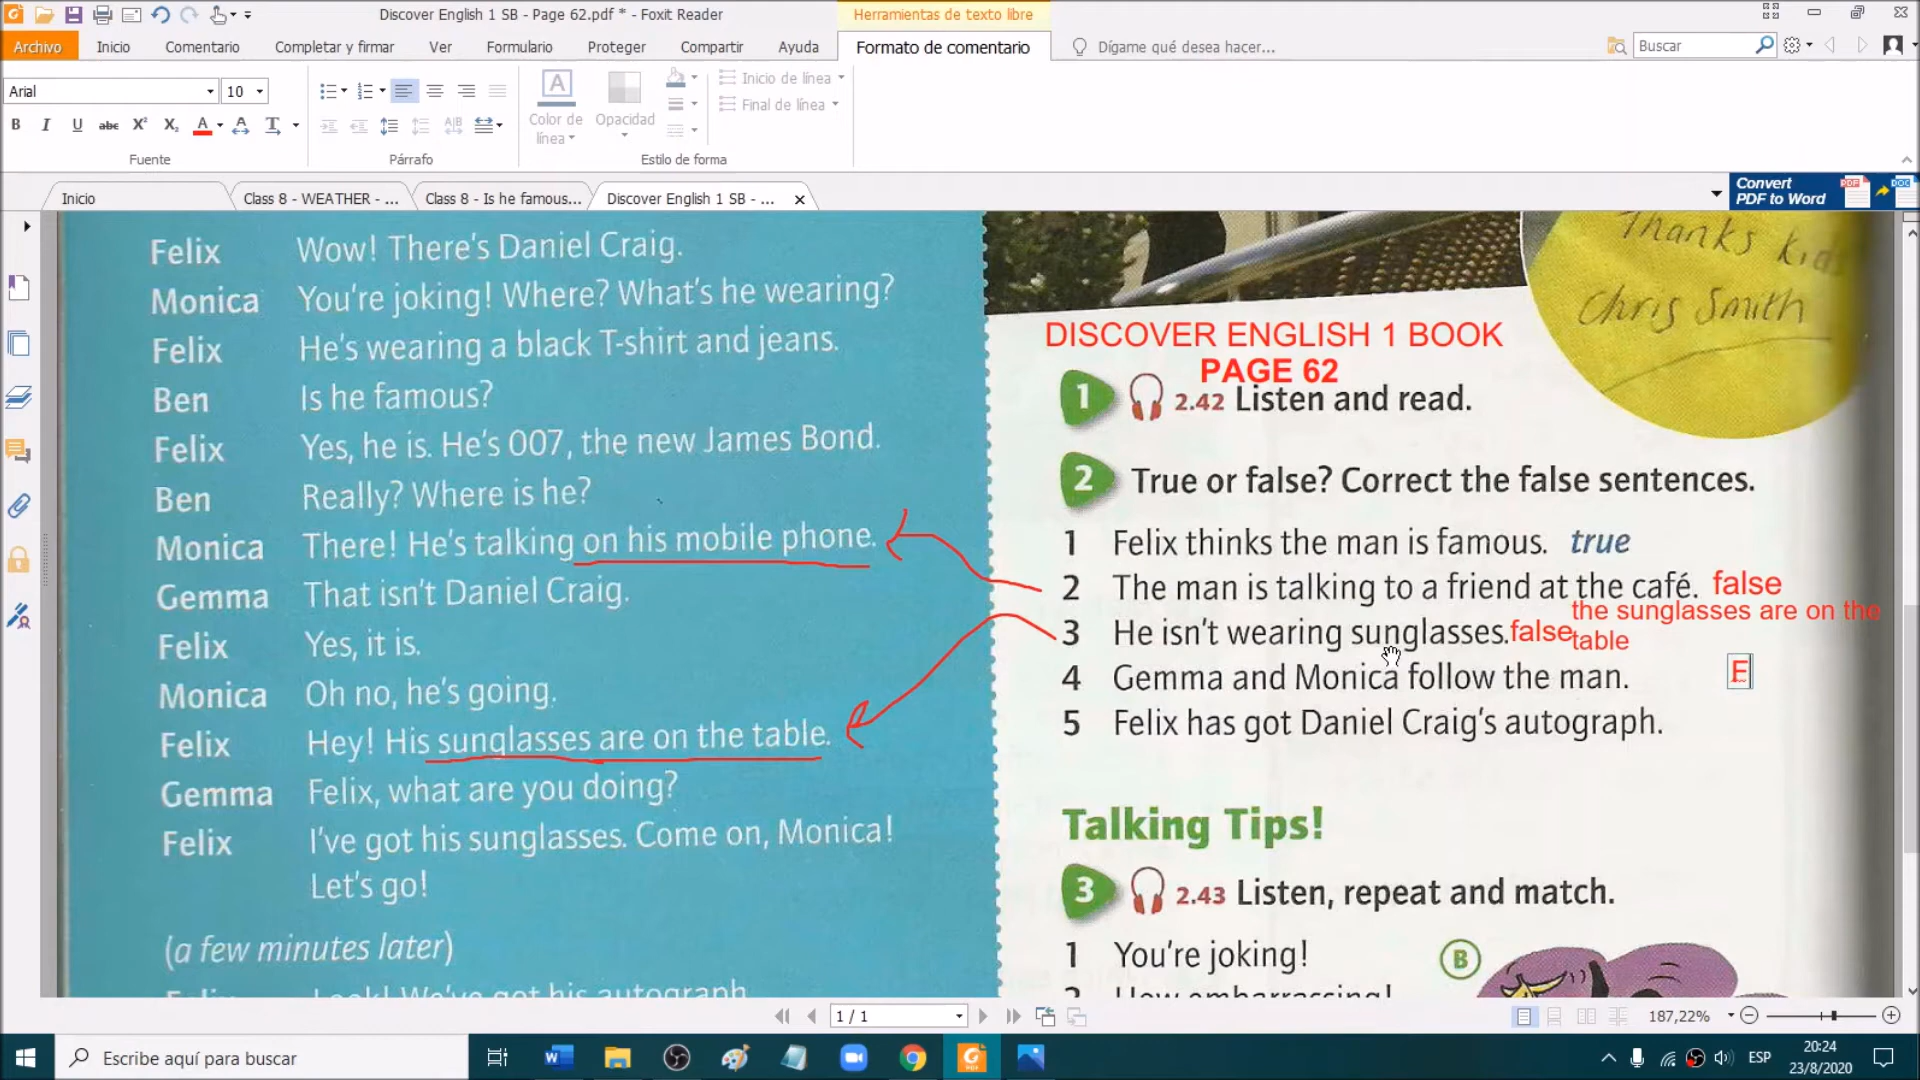 Discover English 1 SB - Page 62.pdf * - Foxit Reader
Herramientas de texto libre
Archivo
Inicio
Comentario
Completar y firmar
Ver
Formulario
Proteger
Compartir
Ayuda
Formato de comentario
Dígame qué desea hacer...
Buscar
Arial
10
Inicio de línea
Final de línea
Color de línea
Opacidad
Fuente
Párrafo
Estilo de forma
Inicio
Class 8 - WEATHER - ...
Class 8 - Is he famous...
Discover English 1 SB - ...
Convert
PDF to Word
Felix Wow! There's Daniel Craig.
Monica You're joking! Where? What's he wearing?
Felix He's wearing a black T-shirt and jeans.
Ben Is he famous?
Felix Yes, he is. He's 007, the new James Bond.
Ben Really? Where is he?
Monica There! He's talking on his mobile phone.
Gemma That isn't Daniel Craig.
Felix Yes, it is.
Monica Oh no, he's going.
Felix Hey! His sunglasses are on the table.
Gemma Felix, what are you doing?
Felix I've got his sunglasses. Come on, Monica!
Let's go!
(a few minutes later)
Felix Look! We've got his autograph
Thanks kids
Chris Smith
DISCOVER ENGLISH 1 BOOK
PAGE 62
1 2.42 Listen and read.
2 True or false? Correct the false sentences.
1 Felix thinks the man is famous. true
2 The man is talking to a friend at the café. false
3 He isn't wearing sunglasses. false the sunglasses are on the
table
4 Gemma and Monica follow the man. F
5 Felix has got Daniel Craig's autograph.
Talking Tips!
3 2.43 Listen, repeat and match.
1 You're joking!
B
2 How embarrassing!
1 / 1
187,22%
Escribe aquí para buscar
ESP
20:24
23/8/2020